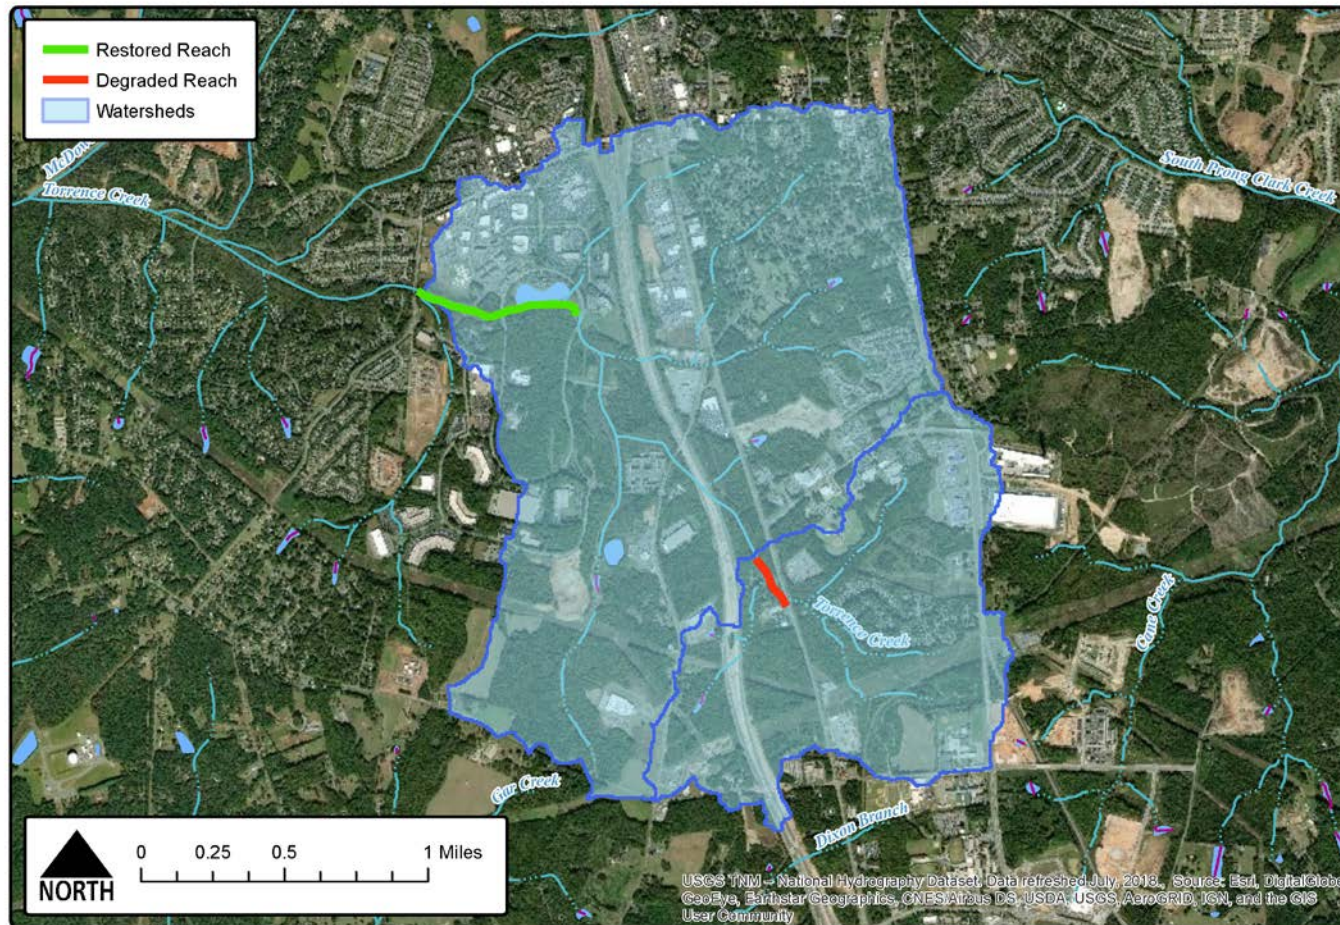 Restored Reach
Degraded Reach
Watersheds
Torrence Creek
South Prong Clark Creek
Torrence Creek
Cane Creek
Gar Creek
Dixon Branch
NORTH
0 0.25 0.5 1 Miles
USGS TNM – National Hydrography Dataset. Data refreshed July, 2018., Source: Esri, DigitalGlobe
GeoEye, Earthstar Geographics, CNES/Airbus DS, USDA, USGS, AeroGRID, IGN, and the GIS
User Community